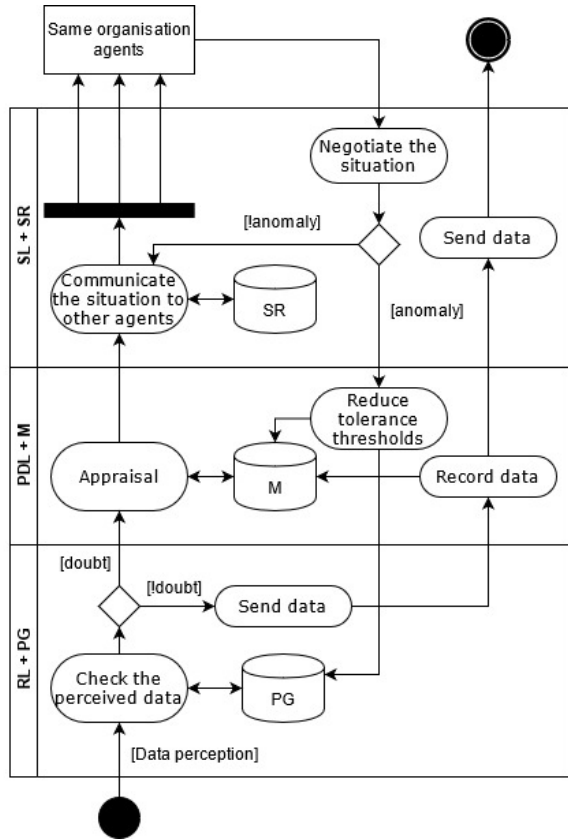 Same organisation
agents
SL + SR
Negotiate the
situation
[!anomaly]
Send data
Communicate
the situation to
other agents
SR
[anomaly]
PDL + M
Reduce
tolerance
thresholds
Appraisal
M
Record data
RL + PG
[doubt]
[!doubt]
Send data
Check the
perceived data
PG
[Data perception]